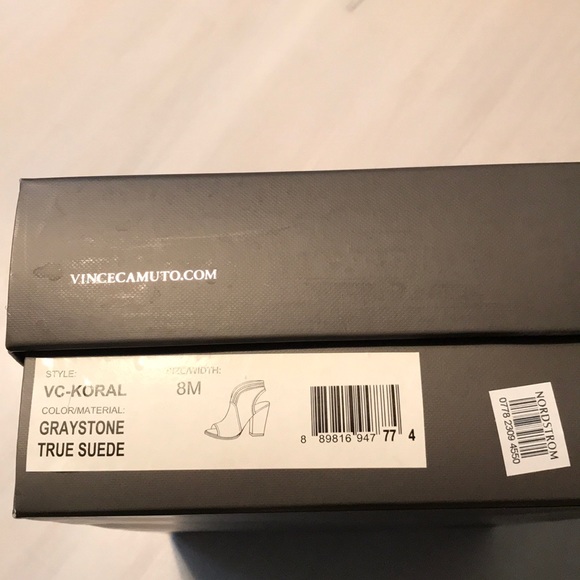 VINCECAMUTO.COM
STYLE:
VC-KORAL
8M
COLOR/MATERIAL:
GRAYSTONE
TRUE SUEDE
8 89816 947 77 4
NORDSTROM
0778 2309 4550